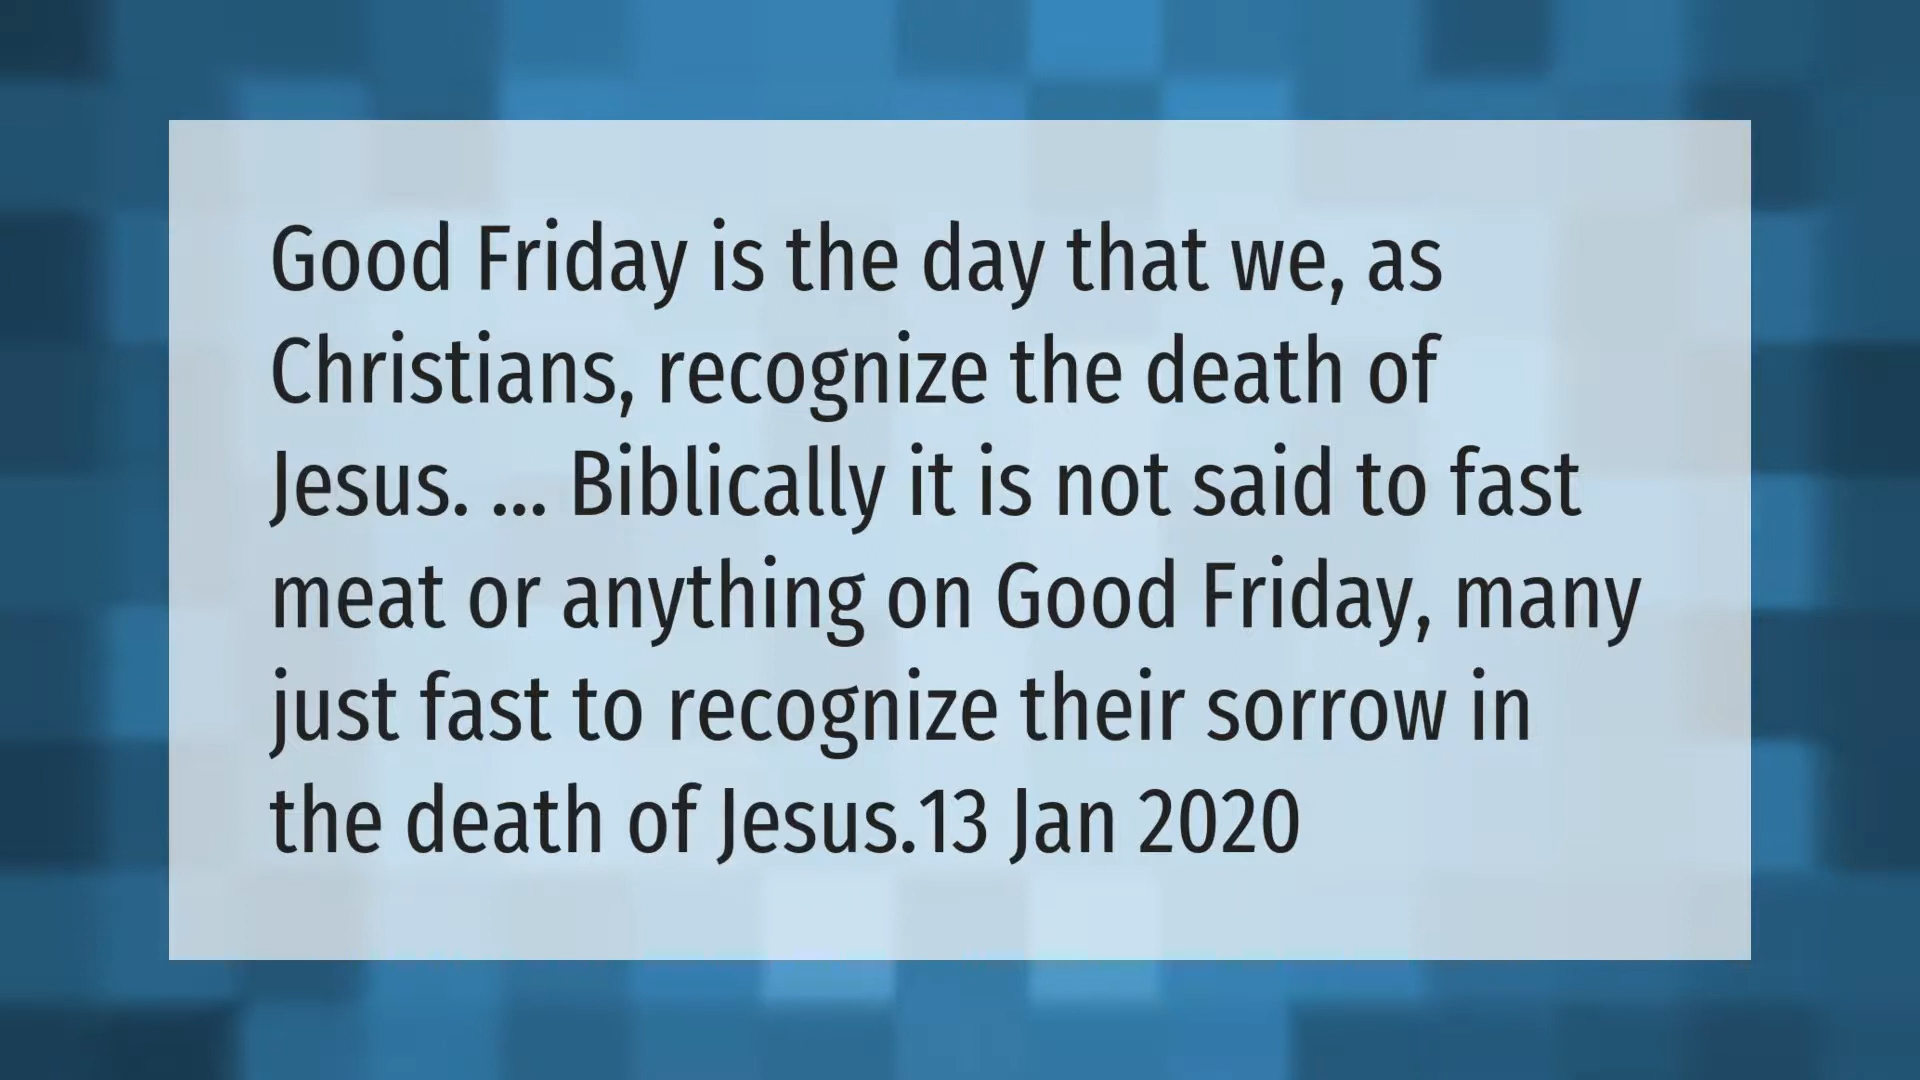 Good Friday is the day that we, as
Christians, recognize the death of
Jesus. ... Biblically it is not said to fast
meat or anything on Good Friday, many
just fast to recognize their sorrow in
the death of Jesus.13 Jan 2020